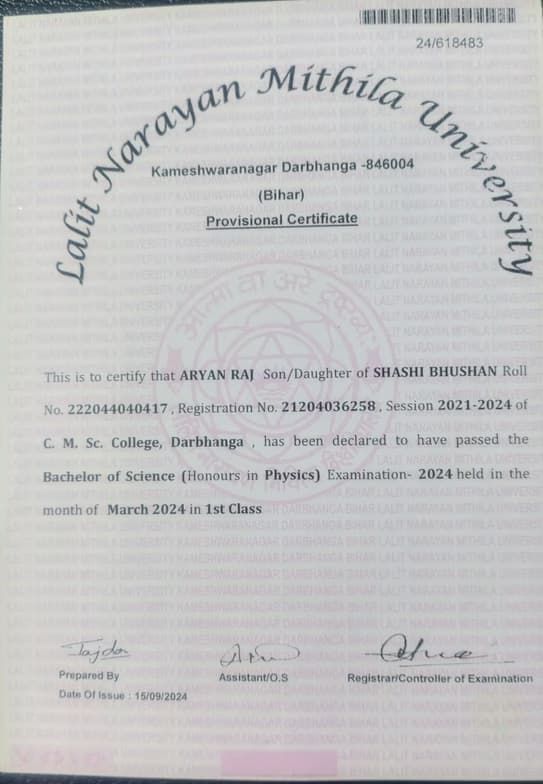 24/618483
Lalit Narayan Mithila University
Kameshwaranagar Darbhanga -846004
(Bihar)
Provisional Certificate
This is to certify that ARYAN RAJ Son/Daughter of SHASHI BHUSHAN Roll
No. 222044040417 , Registration No. 21204036258 , Session 2021-2024 of
C. M. Sc. College, Darbhanga , has been declared to have passed the
Bachelor of Science (Honours in Physics) Examination- 2024 held in the
month of March 2024 in 1st Class
Prepared By
Assistant/O.S
Registrar/Controller of Examination
Date Of Issue : 15/09/2024